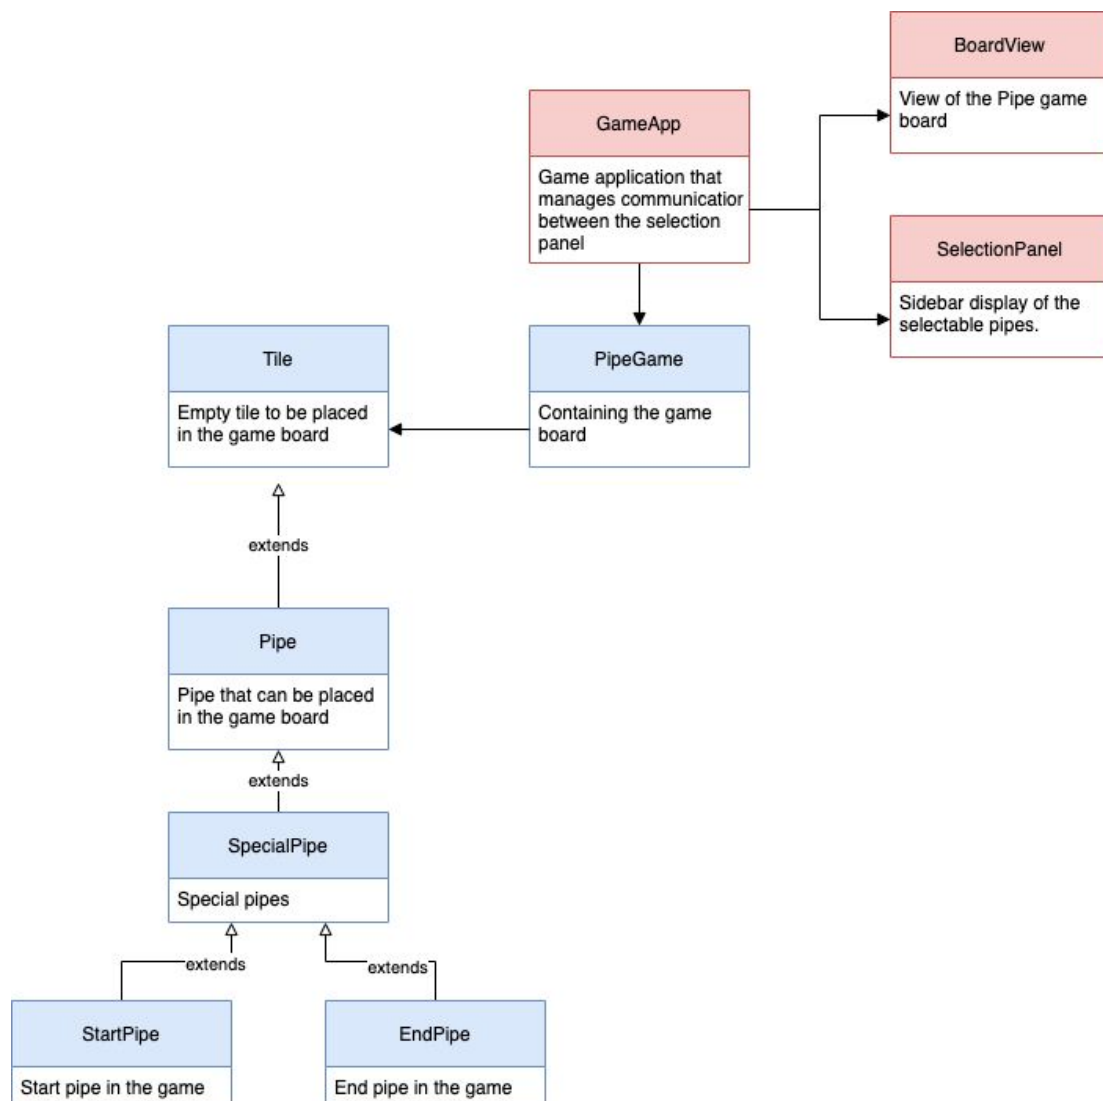 BoardView
View of the Pipe game
board
GameApp
Game application that
manages communicatior
between the selection
panel
SelectionPanel
Sidebar display of the
selectable pipes.
Tile
Empty tile to be placed
in the game board
PipeGame
Containing the game
board
extends
Pipe
Pipe that can be placed
in the game board
extends
SpecialPipe
Special pipes
extends
extends
StartPipe
Start pipe in the game
EndPipe
End pipe in the game